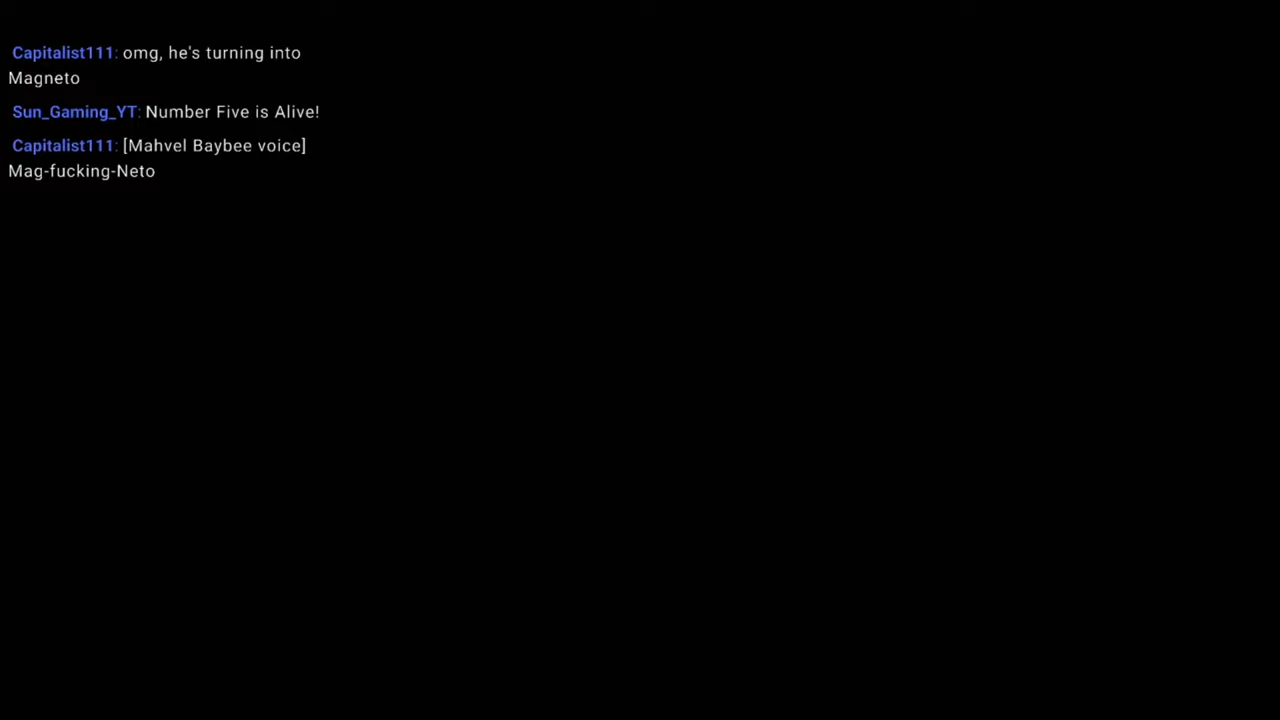 Capitalist111: omg, he's turning into
Magneto
Sun_Gaming_YT: Number Five is Alive!
Capitalist111: [Mahvel Baybee voice]
Mag-fucking-Neto